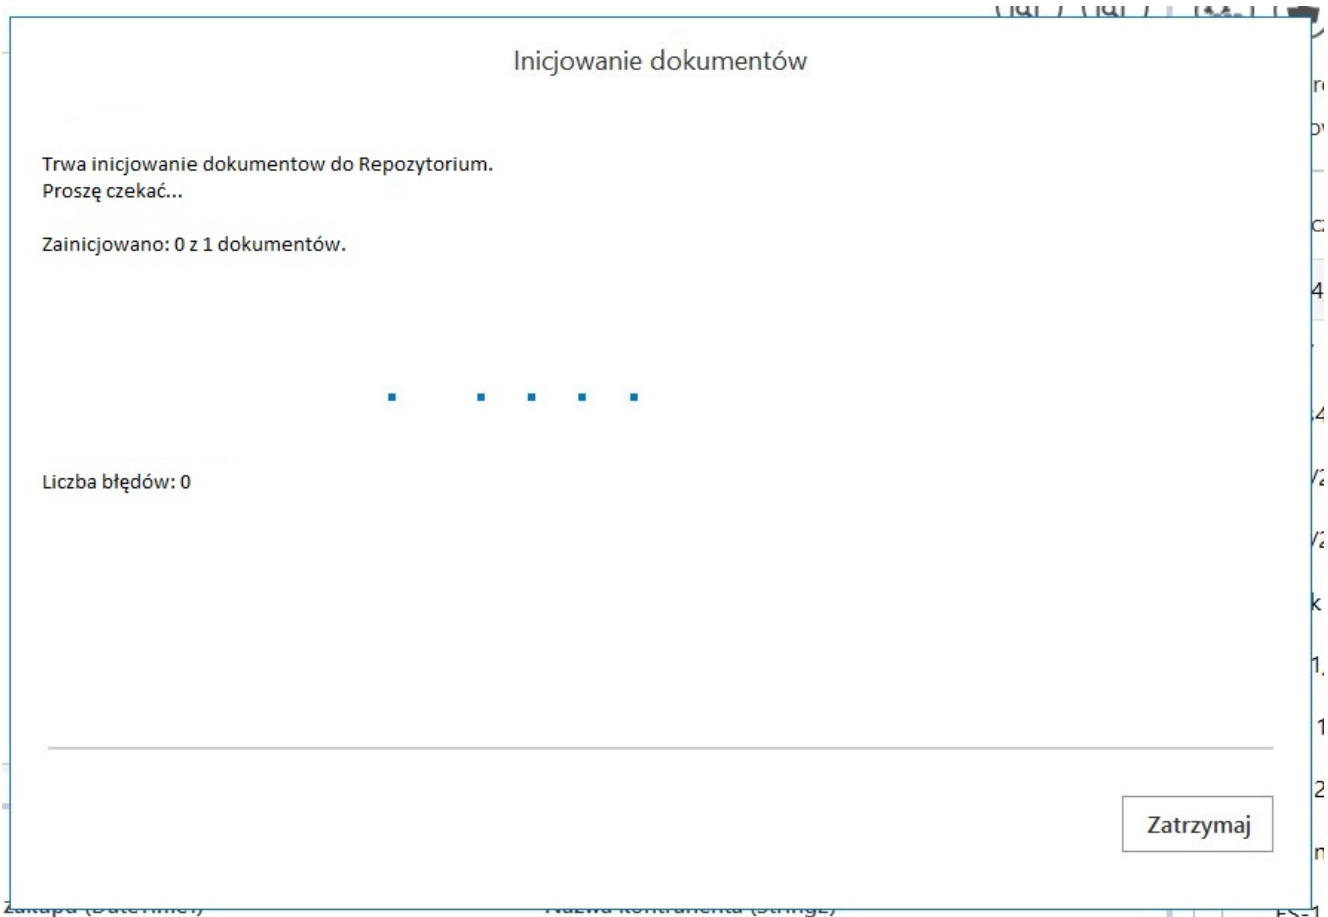 Inicjowanie dokumentów
Trwa inicjowanie dokumentow do Repozytorium.
Proszę czekać...
Zainicjowano: 0 z 1 dokumentów.
Liczba błędów: 0
Zatrzymaj